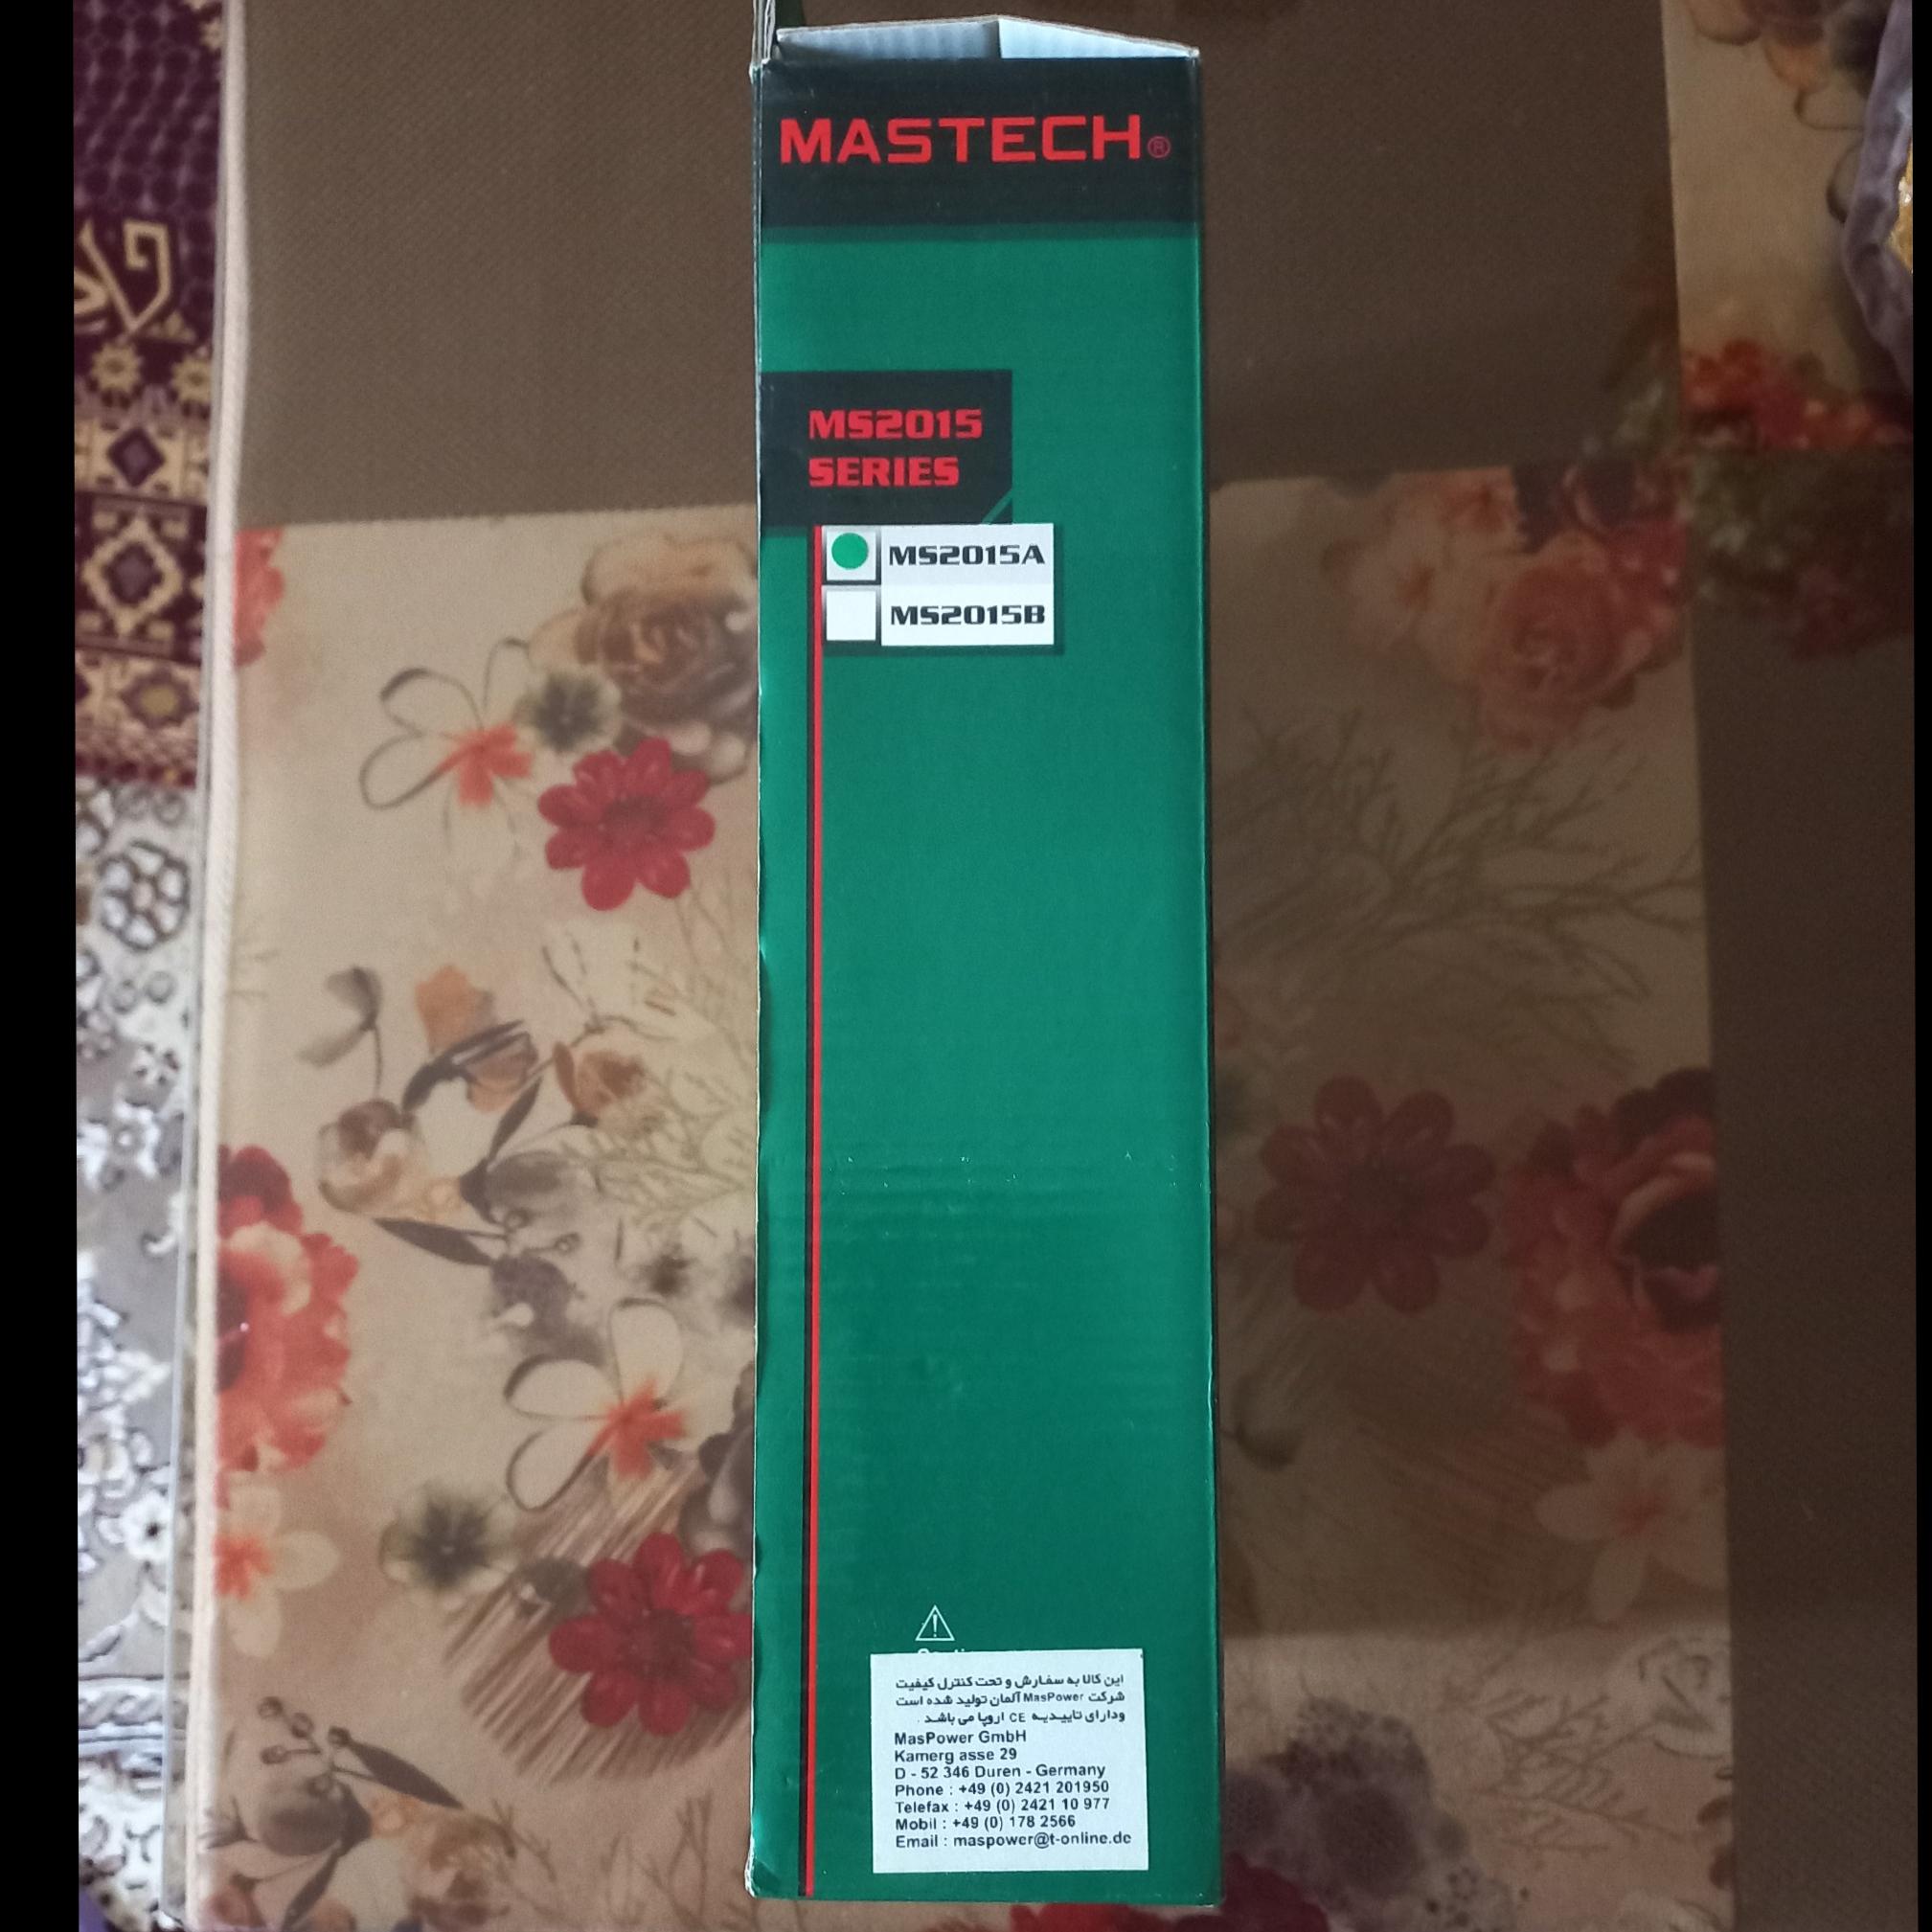 MASTECH®
MS2015
SERIES
MS2015A
MS2015B
این کالا به سفارش و تحت کنترل کیفیت
شرکت MasPower آلمان تولید شده است
ودارای تاییدیه CE اروپا می باشد .
MasPower GmbH
Kamerg asse 29
D - 52 346 Duren - Germany
Phone : +49 (0) 2421 201950
Telefax : +49 (0) 2421 10 977
Mobil : +49 (0) 178 2566
Email : maspower@t-online.de